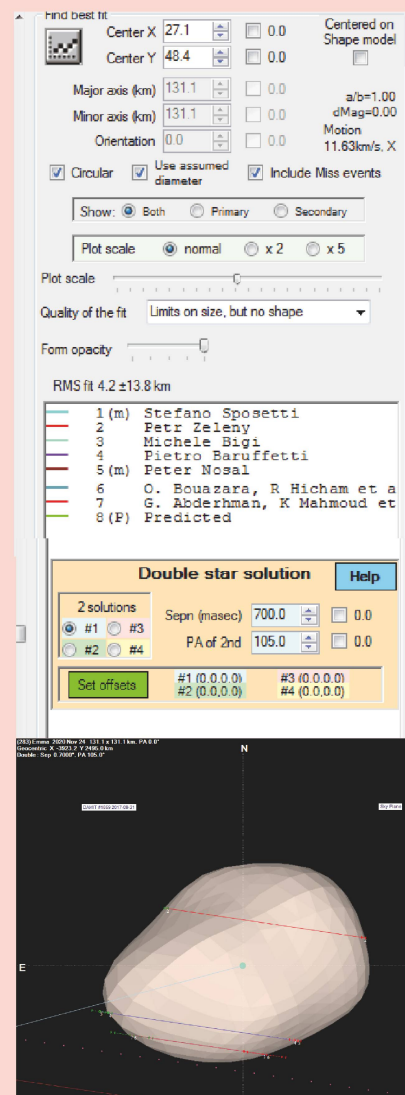 Find best fit
Center X 27.1 0.0
Centered on Shape model
Center Y 48.4 0.0
Major axis (km) 131.1 0.0
Minor axis (km) 131.1 0.0
Orientation 0.0 0.0
a/b=1.00
dMag=0.00
Motion
11.63km/s, X
Circular Use assumed diameter Include Miss events
Show: Both Primary Secondary
Plot scale normal x 2 x 5
Plot scale
Quality of the fit Limits on size, but no shape
Form opacity
RMS fit 4.2 ±13.8 km
1 (m) Stefano Sposetti
2 Petr Zeleny
3 Michele Bigi
4 Pietro Baruffetti
5 (m) Peter Nosal
6 O. Bouazara, R Hicham et a
7 G. Abderhman, K Mahmoud et
8 (P) Predicted
Double star solution Help
2 solutions
#1 #3
#2 #4
Sepn (masec) 700.0 0.0
PA of 2nd 105.0 0.0
Set offsets
#1 (0.0,0.0) #3 (0.0,0.0)
#2 (0.0,0.0) #4 (0.0,0.0)
(283) Emma 2020 Nov 24 131.1 x 131.1 km, PA 0.0°
Geocentric X -3923.2 Y 2495.0 km
Double: Sep 0.7000" PA 105.0°
N
Sky Plane
E